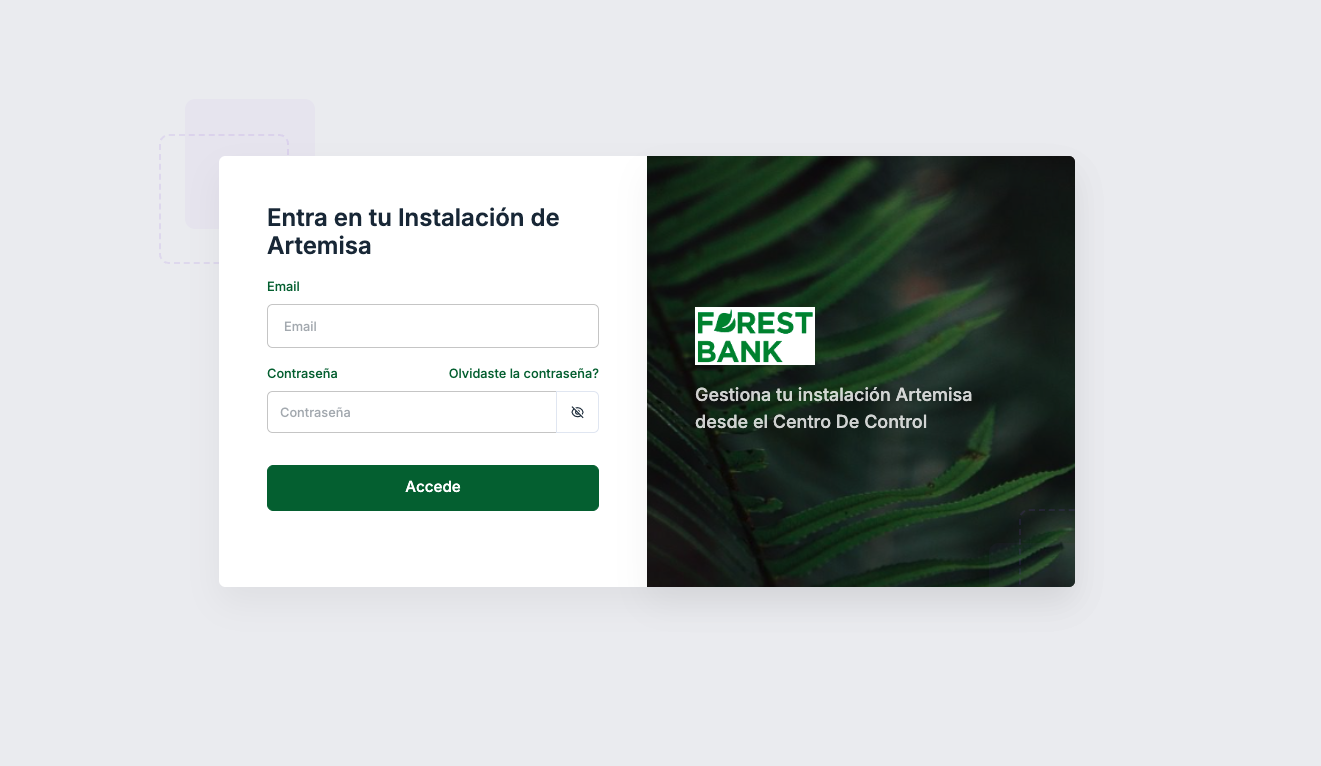 Entra en tu Instalación de
Artemisa
Email
Email
Contraseña
Olvidaste la contraseña?
Contraseña
Accede
FOREST
BANK
Gestiona tu instalación Artemisa
desde el Centro De Control